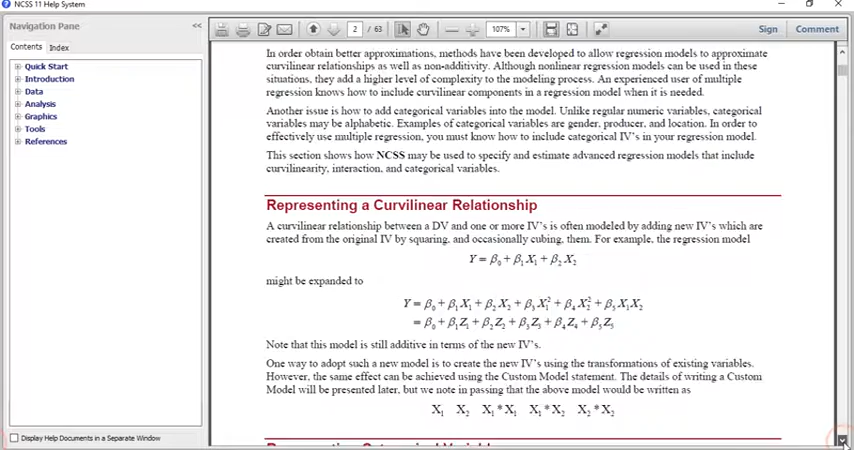 NCSS 11 Help System
Navigation Pane
Contents Index
Quick Start
Introduction
Data
Analysis
Graphics
Tools
References
Display Help Documents in a Separate Window
2 / 63 107% Sign Comment
In order obtain better approximations, methods have been developed to allow regression models to approximate
curvilinear relationships as well as non-additivity. Although nonlinear regression models can be used in these
situations, they add a higher level of complexity to the modeling process. An experienced user of multiple
regression knows how to include curvilinear components in a regression model when it is needed.
Another issue is how to add categorical variables into the model. Unlike regular numeric variables, categorical
variables may be alphabetic. Examples of categorical variables are gender, producer, and location. In order to
effectively use multiple regression, you must know how to include categorical IV's in your regression model.
This section shows how NCSS may be used to specify and estimate advanced regression models that include
curvilinearity, interaction, and categorical variables.
Representing a Curvilinear Relationship
A curvilinear relationship between a DV and one or more IV's is often modeled by adding new IV's which are
created from the original IV by squaring, and occasionally cubing, them. For example, the regression model
Y = β₀ + β₁X₁ + β₂X₂
might be expanded to
Y = β₀ + β₁X₁ + β₂X₂ + β₃X₁² + β₄X₂² + β₅X₁X₂
= β₀ + β₁Z₁ + β₂Z₂ + β₃Z₃ + β₄Z₄ + β₅Z₅
Note that this model is still additive in terms of the new IV's.
One way to adopt such a new model is to create the new IV's using the transformations of existing variables.
However, the same effect can be achieved using the Custom Model statement. The details of writing a Custom
Model will be presented later, but we note in passing that the above model would be written as
X₁ X₂ X₁*X₁ X₁*X₂ X₂*X₂